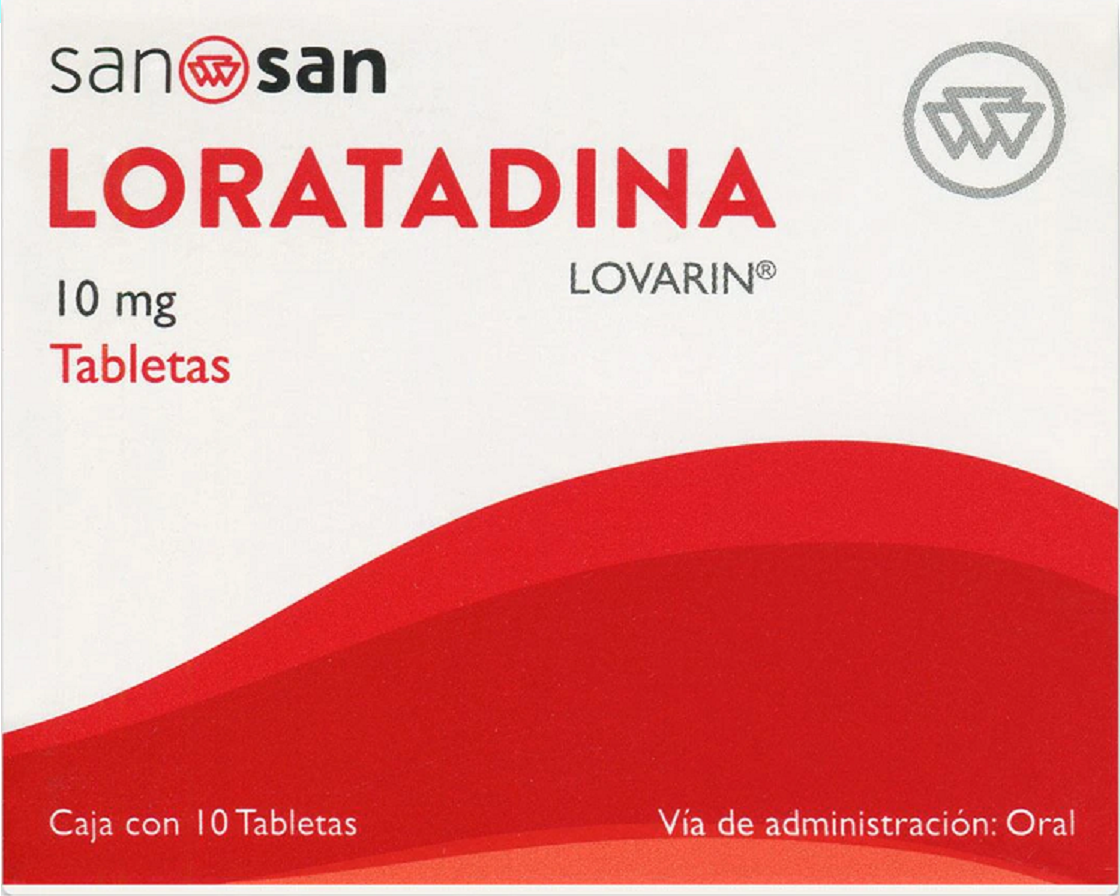 san san
LORATADINA
LOVARIN®
10 mg
Tabletas
Caja con 10 Tabletas
Vía de administración: Oral